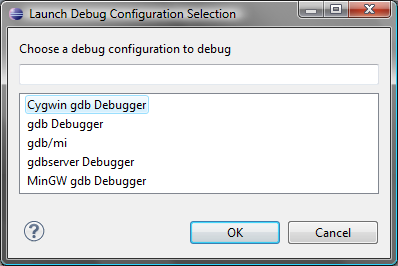 Launch Debug Configuration Selection
Choose a debug configuration to debug
Cygwin gdb Debugger
gdb Debugger
gdb/mi
gdbserver Debugger
MinGW gdb Debugger
?
OK Cancel